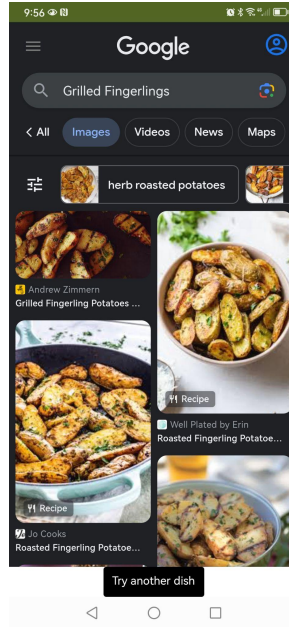 9:56
Google
Grilled Fingerlings
All Images Videos News Maps
herb roasted potatoes
Andrew Zimmern
Grilled Fingerling Potatoes ...
Recipe
Well Plated by Erin
Roasted Fingerling Potatoe...
Recipe
Jo Cooks
Roasted Fingerling Potatoe...
Try another dish